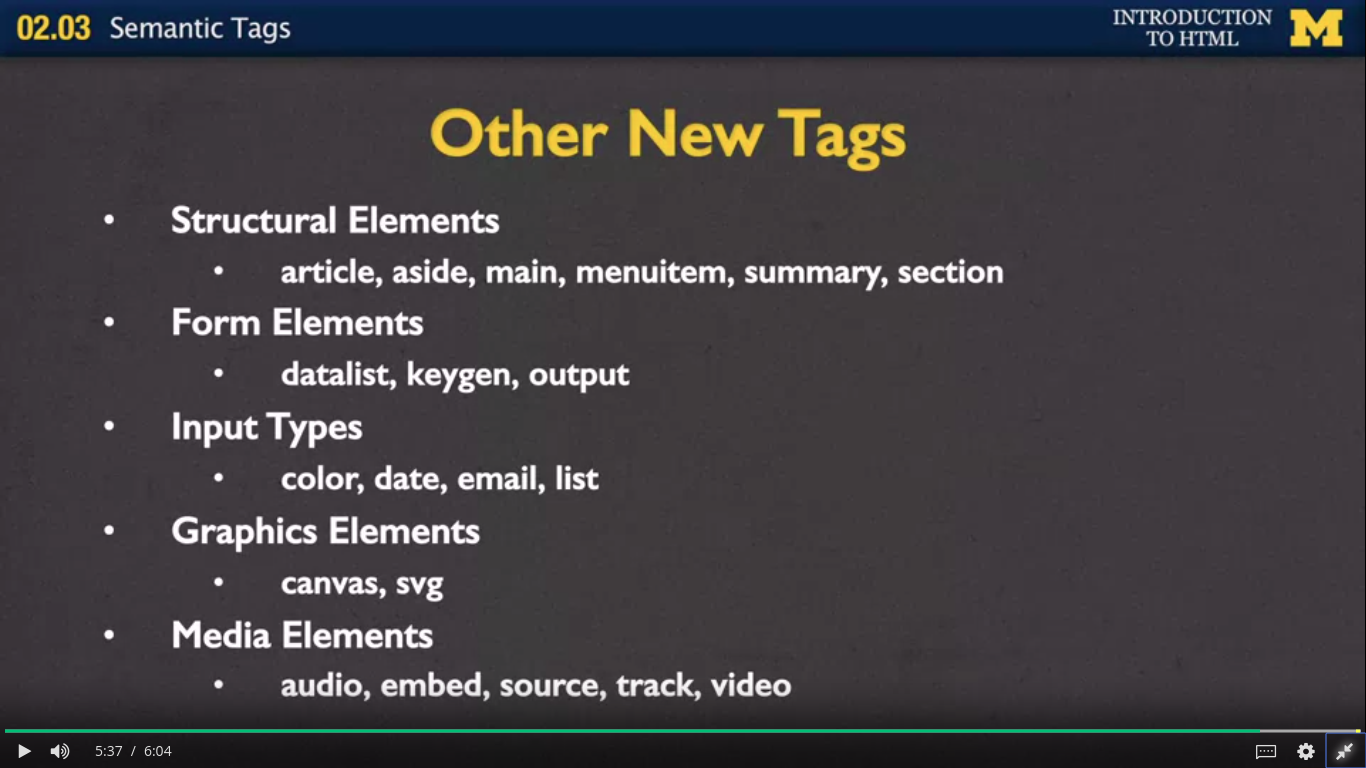 02.03 Semantic Tags
INTRODUCTION
TO HTML
M
Other New Tags
• Structural Elements
• article, aside, main, menuitem, summary, section
• Form Elements
• datalist, keygen, output
• Input Types
• color, date, email, list
• Graphics Elements
• canvas, svg
• Media Elements
• audio, embed, source, track, video
5:37 / 6:04